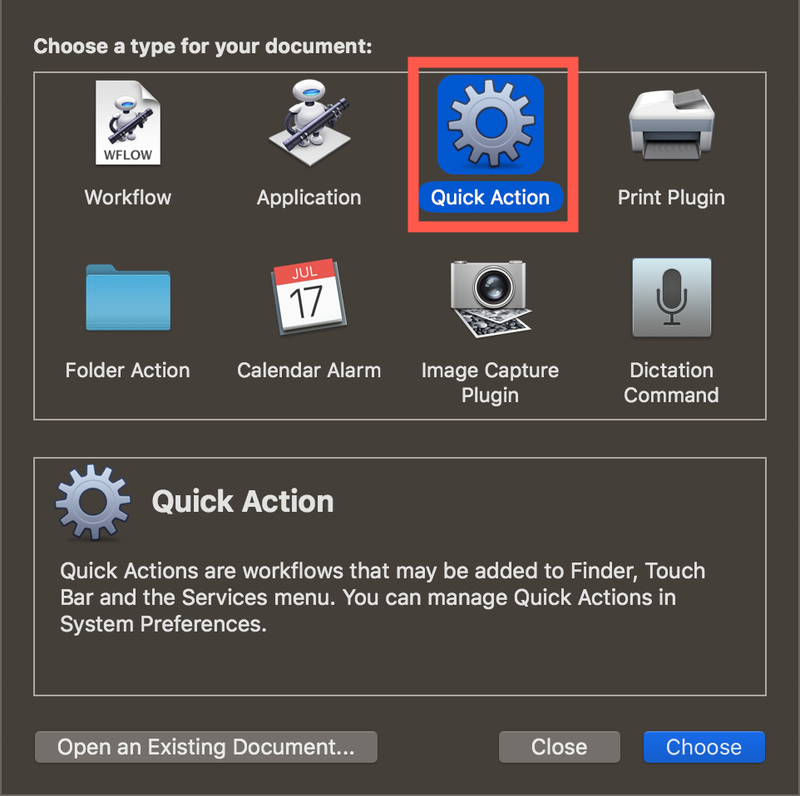 Choose a type for your document:
WFLOW
Workflow
Application
Quick Action
Print Plugin
Folder Action
JUL
17
Calendar Alarm
Image Capture
Plugin
Dictation
Command
Quick Action
Quick Actions are workflows that may be added to Finder, Touch
Bar and the Services menu. You can manage Quick Actions in
System Preferences.
Open an Existing Document...
Close
Choose